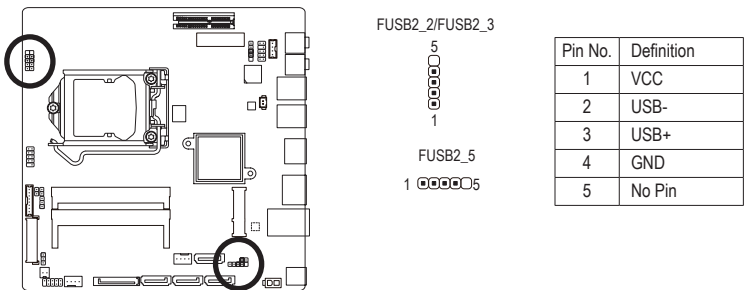 FUSB2_2/FUSB2_3
5
1
FUSB2_5
1 5
Pin No. Definition
1 VCC
2 USB-
3 USB+
4 GND
5 No Pin